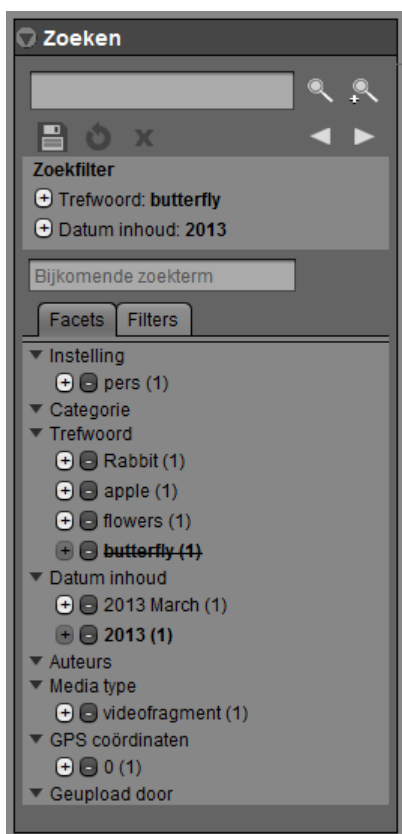 Zoeken
Zoekfilter
Trefwoord: butterfly
Datum inhoud: 2013
Bijkomende zoekterm
Facets Filters
Instelling
pers (1)
Categorie
Trefwoord
Rabbit (1)
apple (1)
flowers (1)
butterfly (1)
Datum inhoud
2013 March (1)
2013 (1)
Auteurs
Media type
videofragment (1)
GPS coördinaten
0 (1)
Geupload door